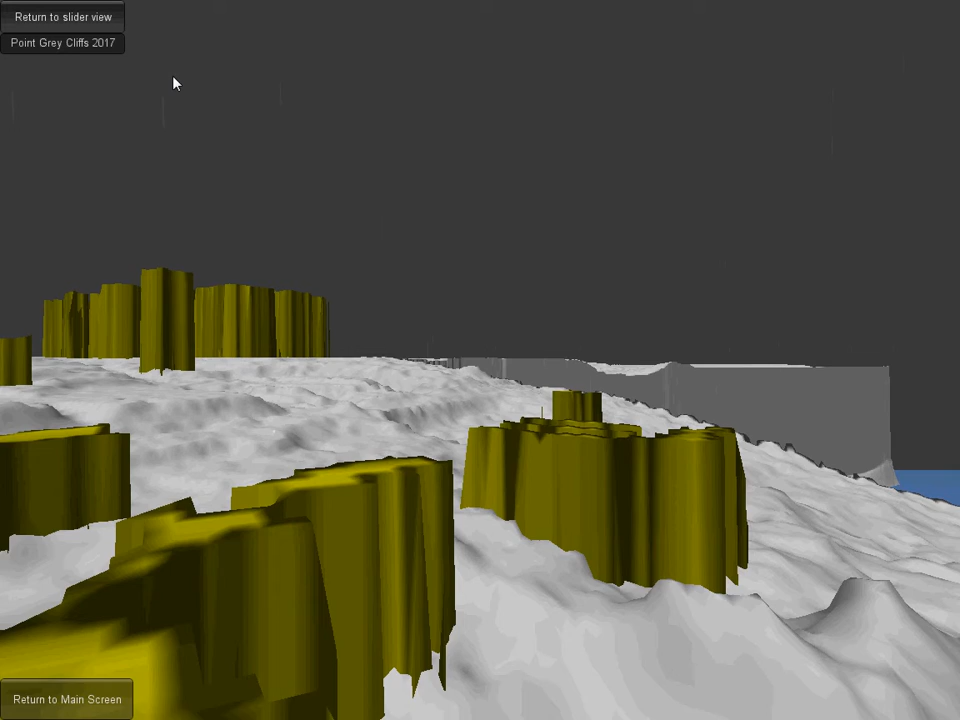 Return to slider view
Point Grey Cliffs 2017
Return to Main Screen